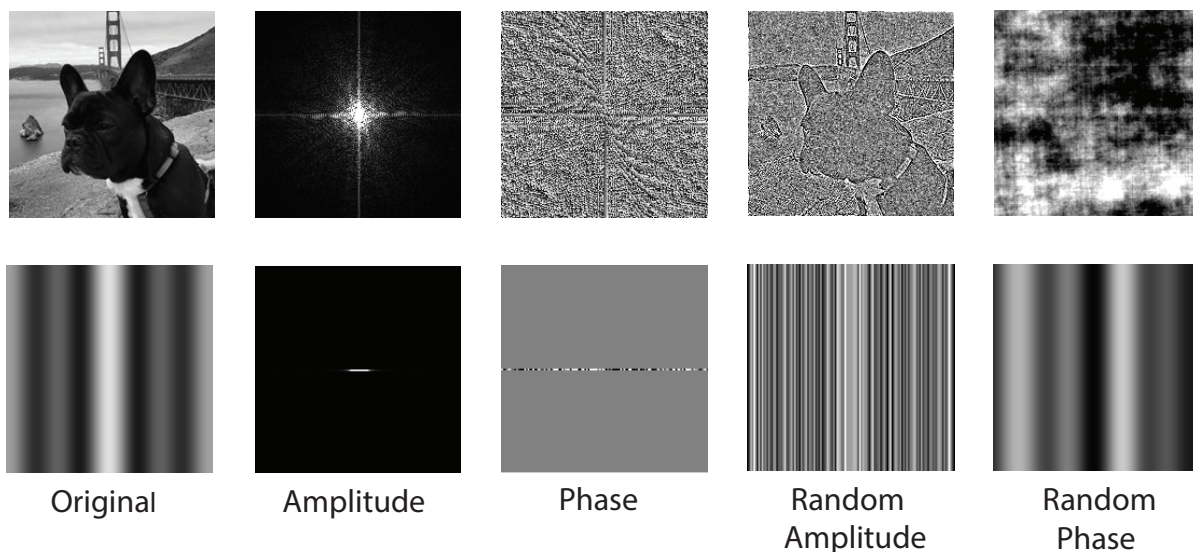 Original
Amplitude
Phase
Random
Amplitude
Random
Phase